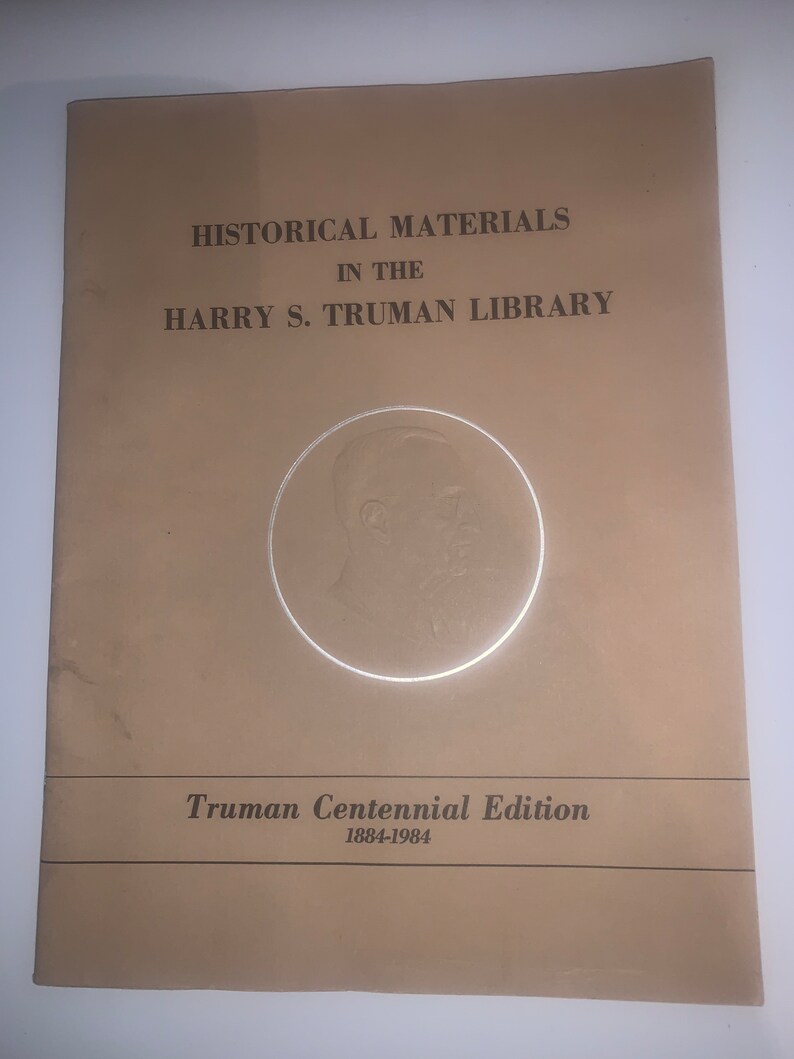 HISTORICAL MATERIALS
IN THE
HARRY S. TRUMAN LIBRARY
Truman Centennial Edition
1884-1984